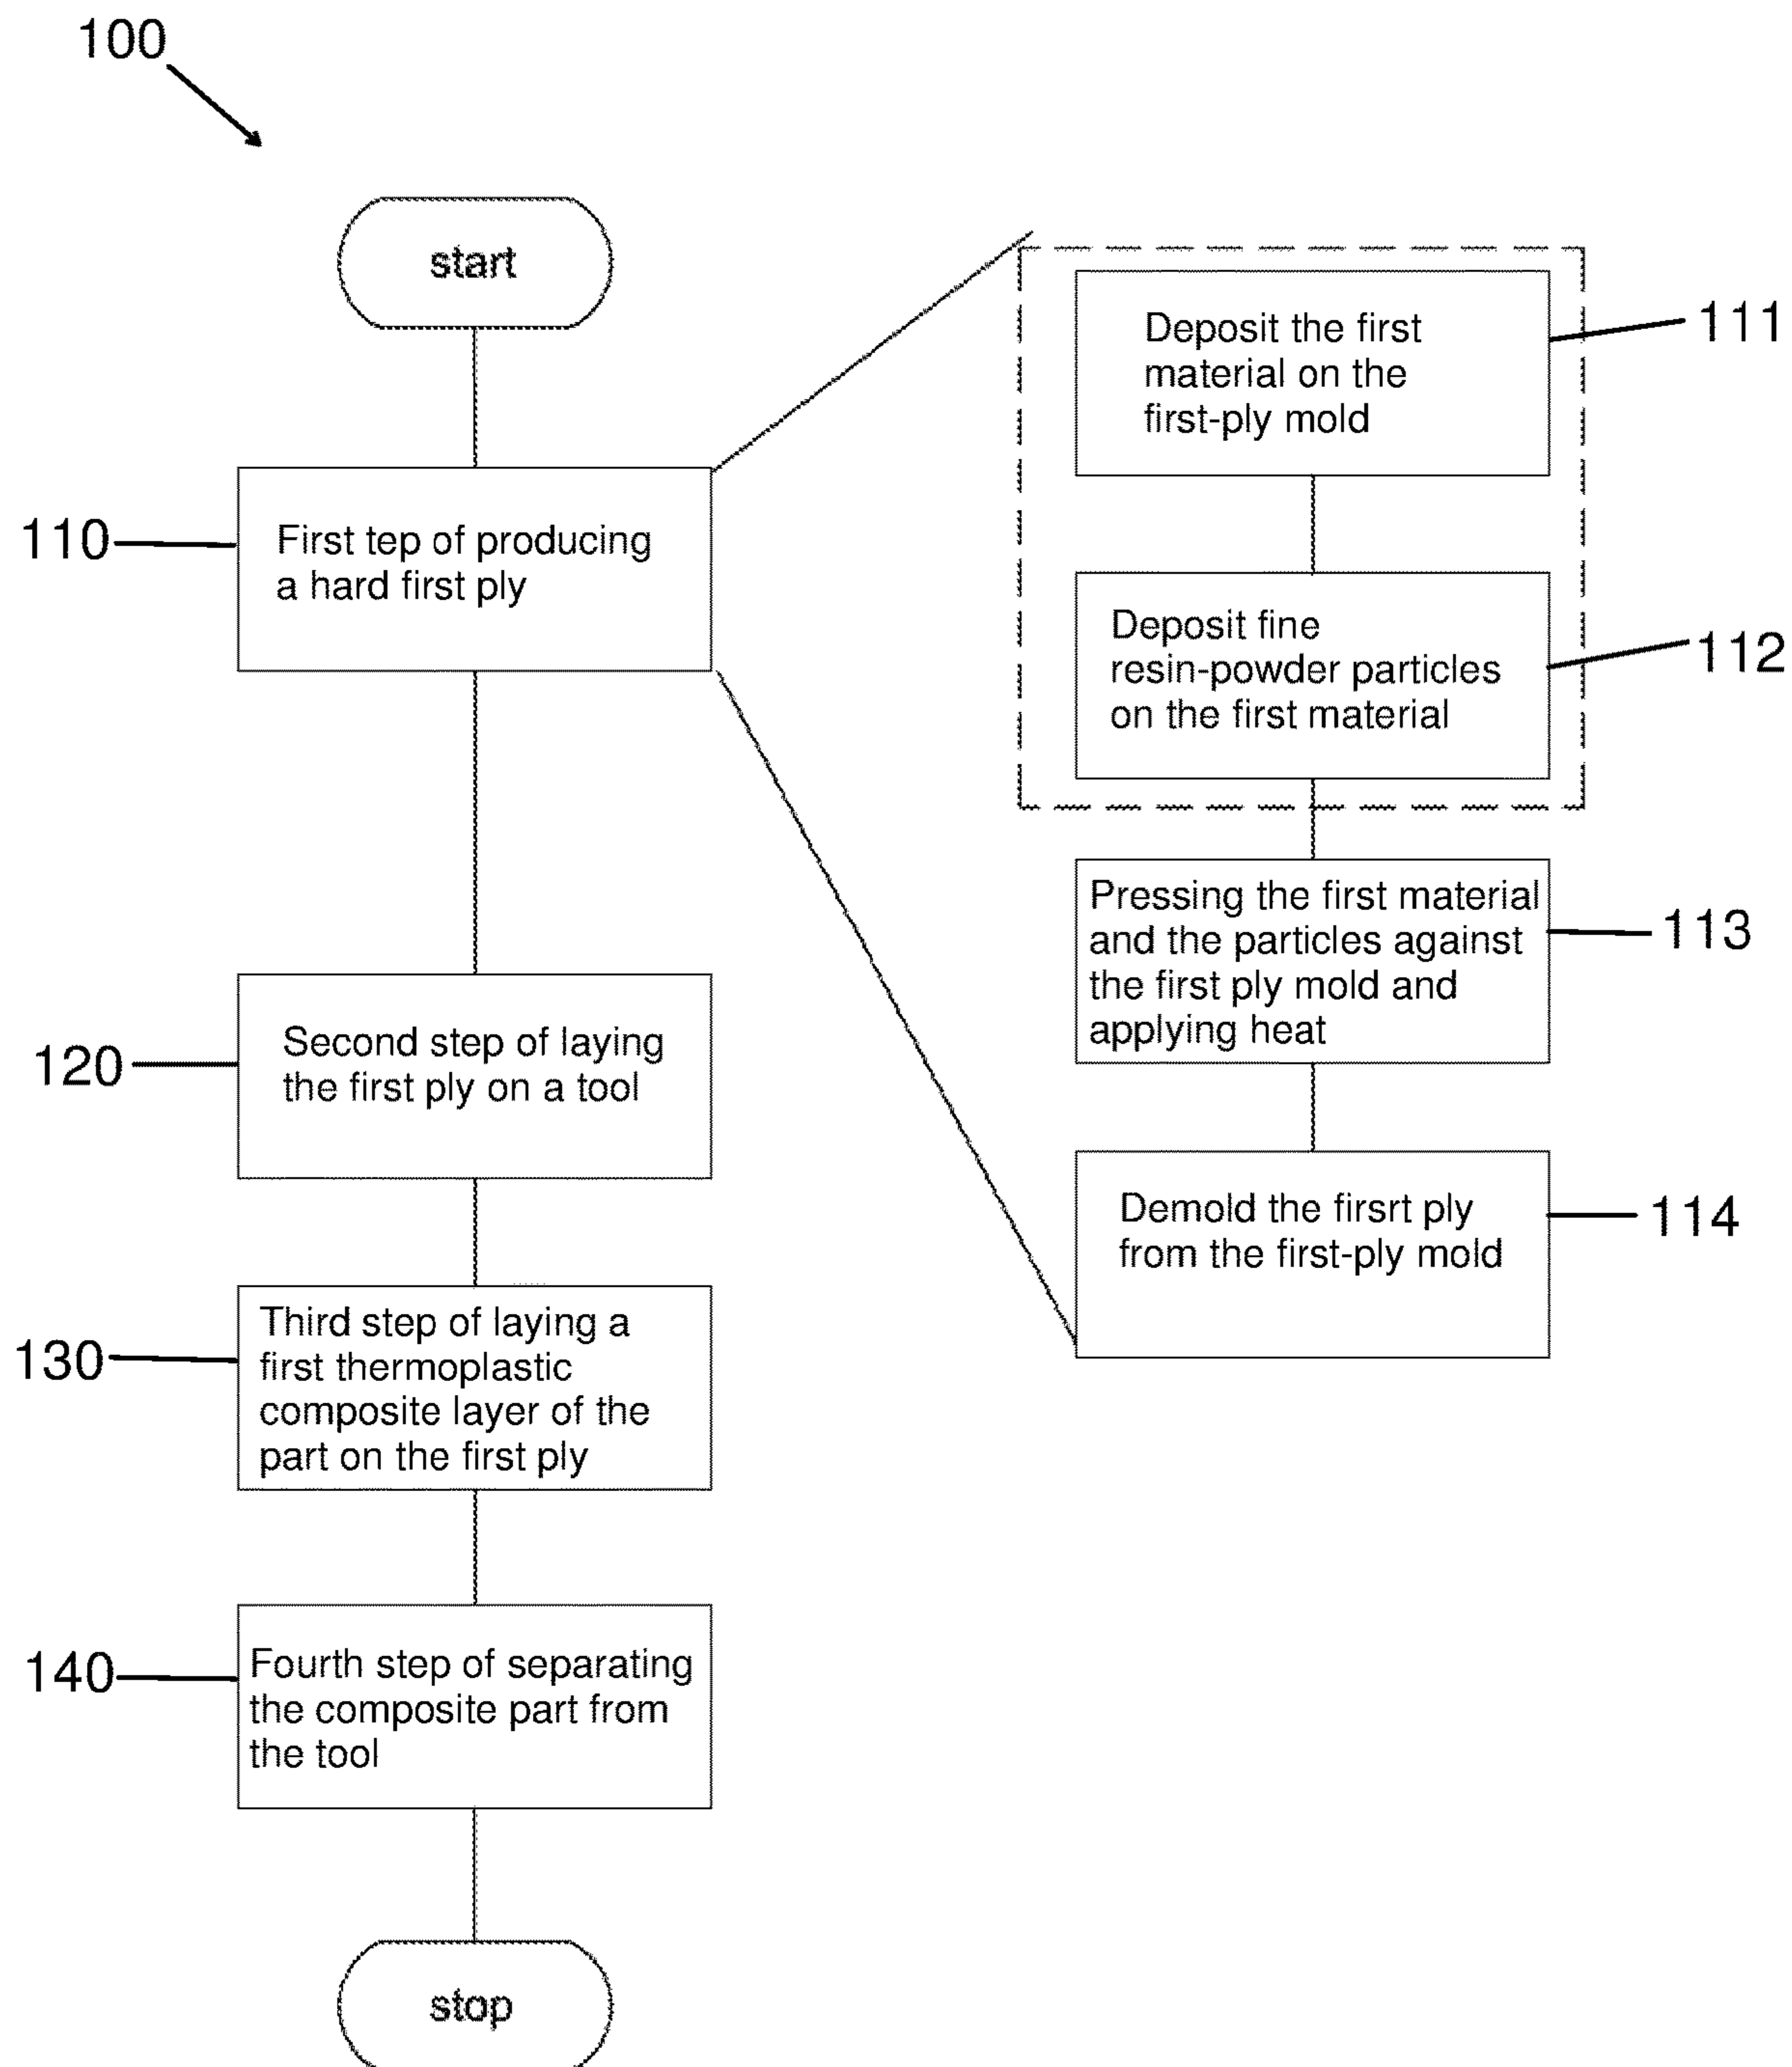 100
start
110
First tep of producing
a hard first ply
120
Second step of laying
the first ply on a tool
130
Third step of laying a
first thermoplastic
composite layer of the
part on the first ply
140
Fourth step of separating
the composite part from
the tool
stop
Deposit the first
material on the
first-ply mold
111
Deposit fine
resin-powder particles
on the first material
112
Pressing the first material
and the particles against
the first ply mold and
applying heat
113
Demold the firsrt ply
from the first-ply mold
114